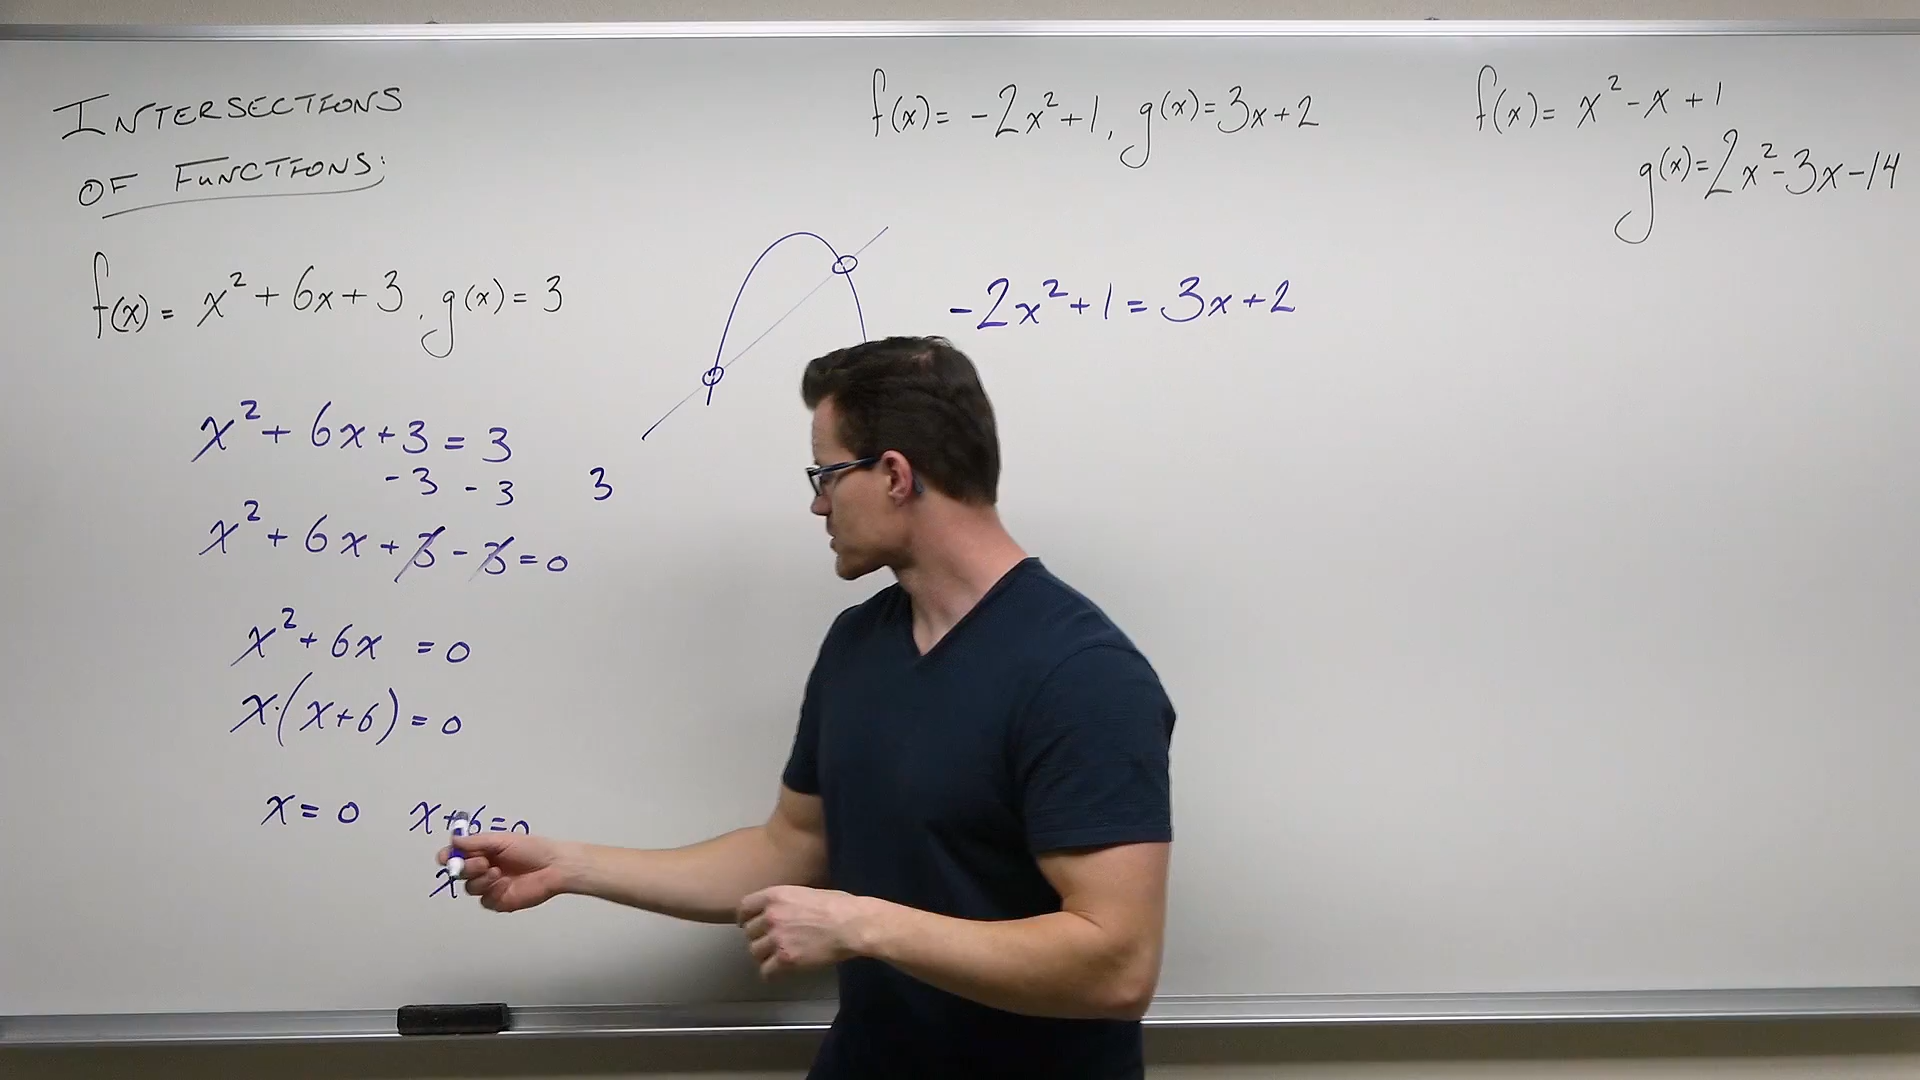 INTERSECTIONS
OF FUNCTIONS:
f(x) = x² + 6x + 3, g(x) = 3
x² + 6x + 3 = 3
- 3 - 3 3
x² + 6x + 3 - 3 = 0
x² + 6x = 0
x·(x+6) = 0
x = 0 x+6=0
x
f(x) = -2x² + 1, g(x) = 3x + 2
-2x² + 1 = 3x + 2
f(x) = x² - x + 1
g(x) = 2x² - 3x - 14